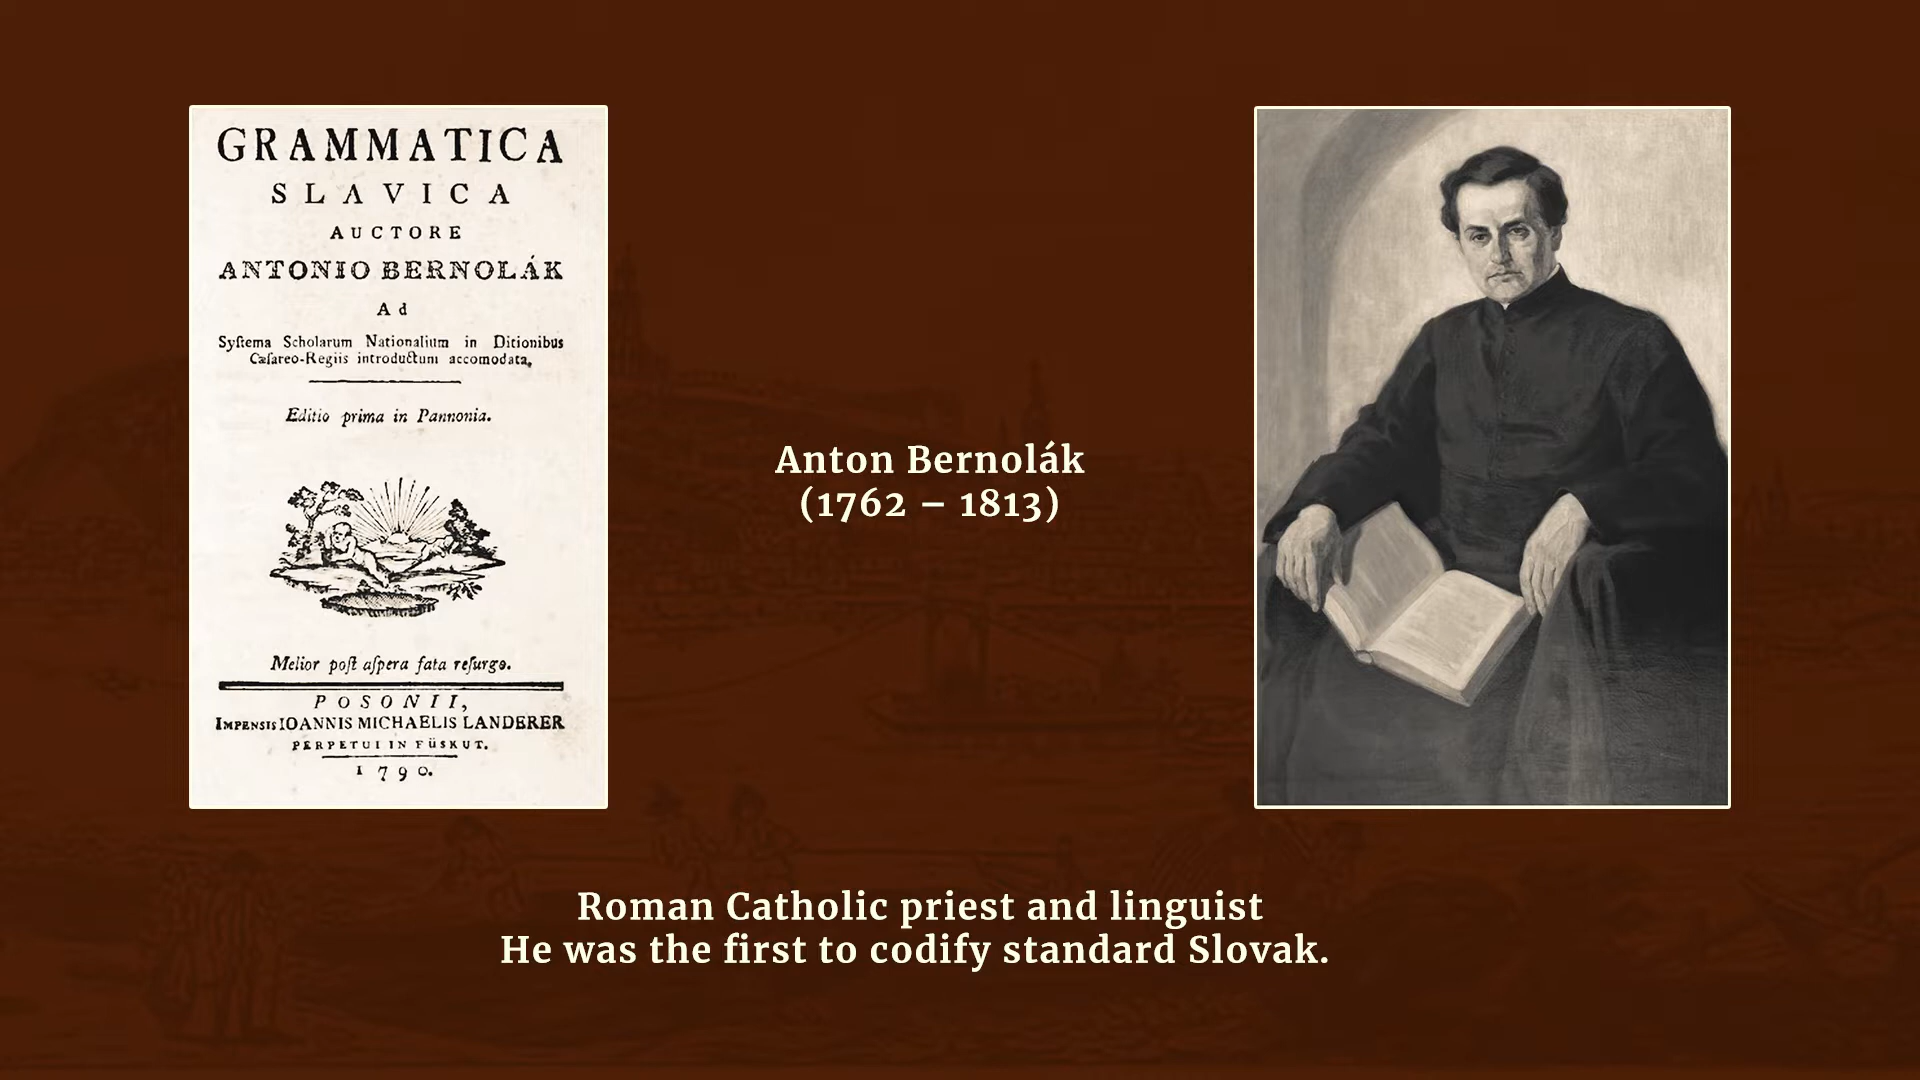 GRAMMATICA
SLAVICA
AUCTORE
ANTONIO BERNOLÁK
Ad
Syſtema Scholarum Nationalium in Ditionibus
Cæſareo-Regiis introductum accomodata.
Editio prima in Pannonia.
Melior poſt aſpera fata reſurgo.
POSONII,
IMPENSIS IOANNIS MICHAELIS LANDERER
PERPETUI IN FÜSKUT.
1790.
Anton Bernolák
(1762 – 1813)
Roman Catholic priest and linguist
He was the first to codify standard Slovak.